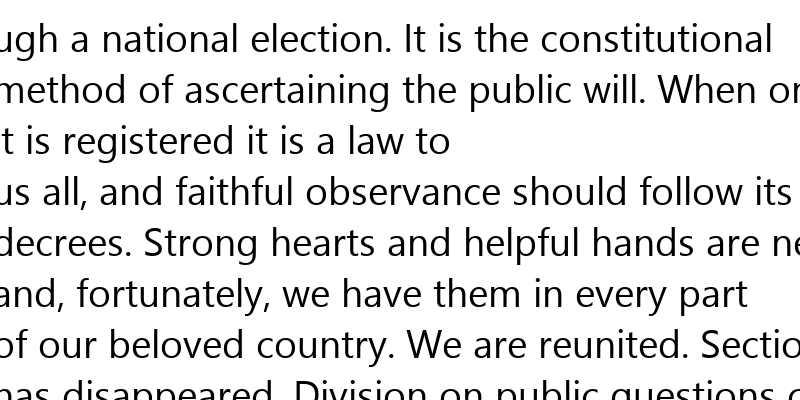 ugh a national election. It is the constitutional
method of ascertaining the public will. When on
it is registered it is a law to
us all, and faithful observance should follow its
decrees. Strong hearts and helpful hands are ne
and, fortunately, we have them in every part
of our beloved country. We are reunited. Sectio
has disappeared. Division on public questions c